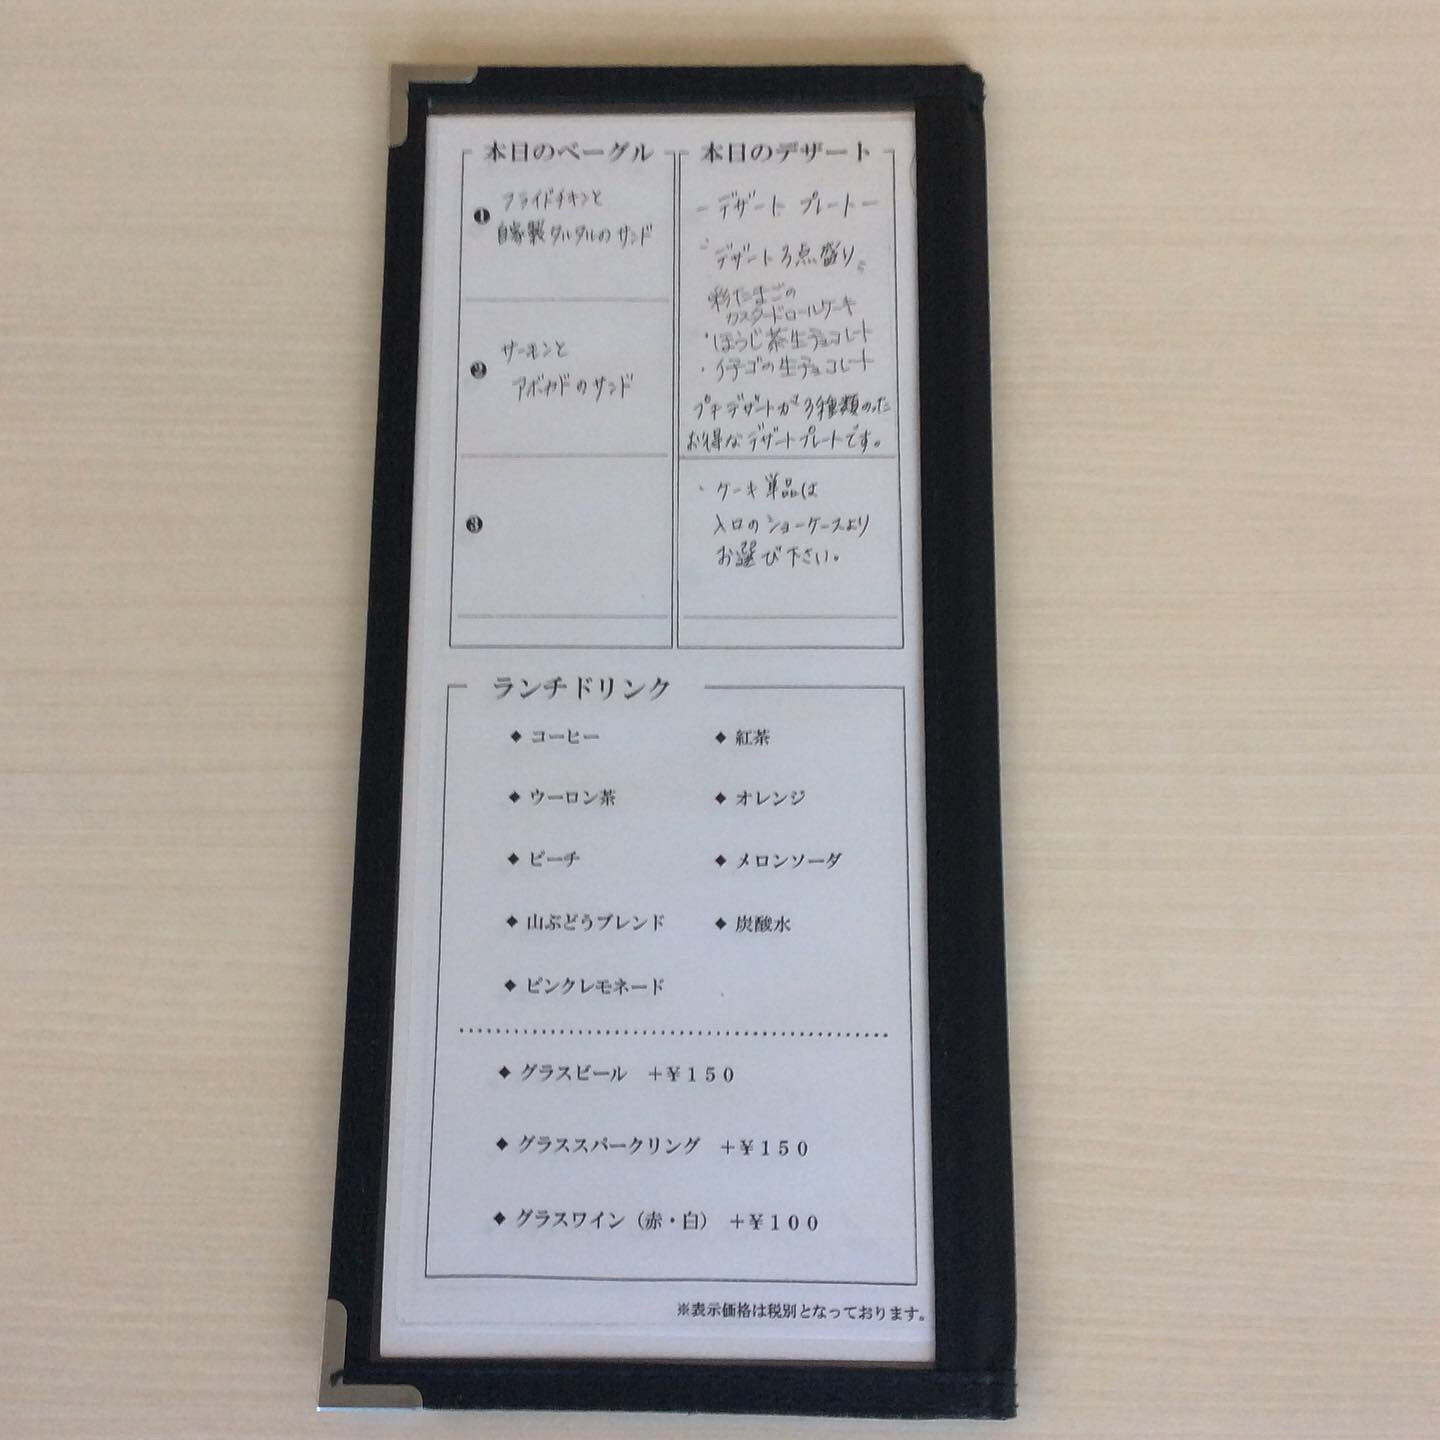 本日のベーグル
❶ フライドチキンと
自家製タルタルのサンド
❷ サーモンと
アボカドのサンド
❸
本日のデザート
ーデザート プレートー
"デザート3点盛り"
彩たまごの
カスタードロールケーキ
・ほうじ茶生チョコレート
・イチゴの生チョコレート
プチデザートが3種類のった
お得なデザートプレートです。
・ケーキ単品は
入口のショーケースより
お選び下さい。
ランチドリンク
◆ コーヒー ◆ 紅茶
◆ ウーロン茶 ◆ オレンジ
◆ ピーチ ◆ メロンソーダ
◆ 山ぶどうブレンド ◆ 炭酸水
◆ ピンクレモネード
◆ グラスビール ＋¥１５０
◆ グラススパークリング ＋¥１５０
◆ グラスワイン（赤・白） ＋¥１００
※表示価格は税別となっております。